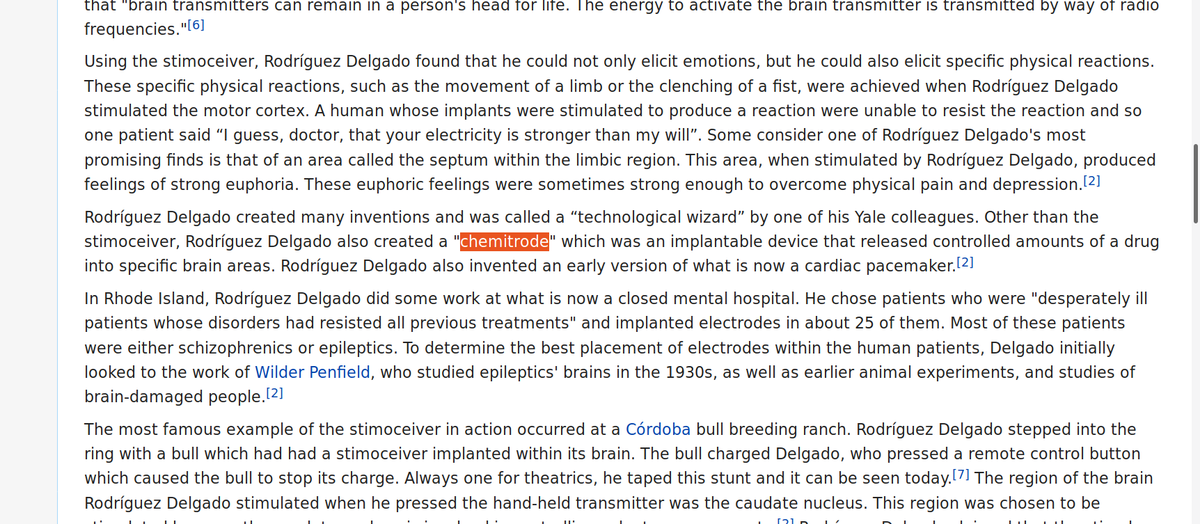 that "brain transmitters can remain in a person's head for life. The energy to activate the brain transmitter is transmitted by way of radio
frequencies."[6]
Using the stimoceiver, Rodríguez Delgado found that he could not only elicit emotions, but he could also elicit specific physical reactions.
These specific physical reactions, such as the movement of a limb or the clenching of a fist, were achieved when Rodríguez Delgado
stimulated the motor cortex. A human whose implants were stimulated to produce a reaction were unable to resist the reaction and so
one patient said “I guess, doctor, that your electricity is stronger than my will”. Some consider one of Rodríguez Delgado's most
promising finds is that of an area called the septum within the limbic region. This area, when stimulated by Rodríguez Delgado, produced
feelings of strong euphoria. These euphoric feelings were sometimes strong enough to overcome physical pain and depression.[2]
Rodríguez Delgado created many inventions and was called a “technological wizard” by one of his Yale colleagues. Other than the
stimoceiver, Rodríguez Delgado also created a "chemitrode" which was an implantable device that released controlled amounts of a drug
into specific brain areas. Rodríguez Delgado also invented an early version of what is now a cardiac pacemaker.[2]
In Rhode Island, Rodríguez Delgado did some work at what is now a closed mental hospital. He chose patients who were "desperately ill
patients whose disorders had resisted all previous treatments" and implanted electrodes in about 25 of them. Most of these patients
were either schizophrenics or epileptics. To determine the best placement of electrodes within the human patients, Delgado initially
looked to the work of Wilder Penfield, who studied epileptics' brains in the 1930s, as well as earlier animal experiments, and studies of
brain-damaged people.[2]
The most famous example of the stimoceiver in action occurred at a Córdoba bull breeding ranch. Rodríguez Delgado stepped into the
ring with a bull which had had a stimoceiver implanted within its brain. The bull charged Delgado, who pressed a remote control button
which caused the bull to stop its charge. Always one for theatrics, he taped this stunt and it can be seen today.[7] The region of the brain
Rodríguez Delgado stimulated when he pressed the hand-held transmitter was the caudate nucleus. This region was chosen to be
[2]